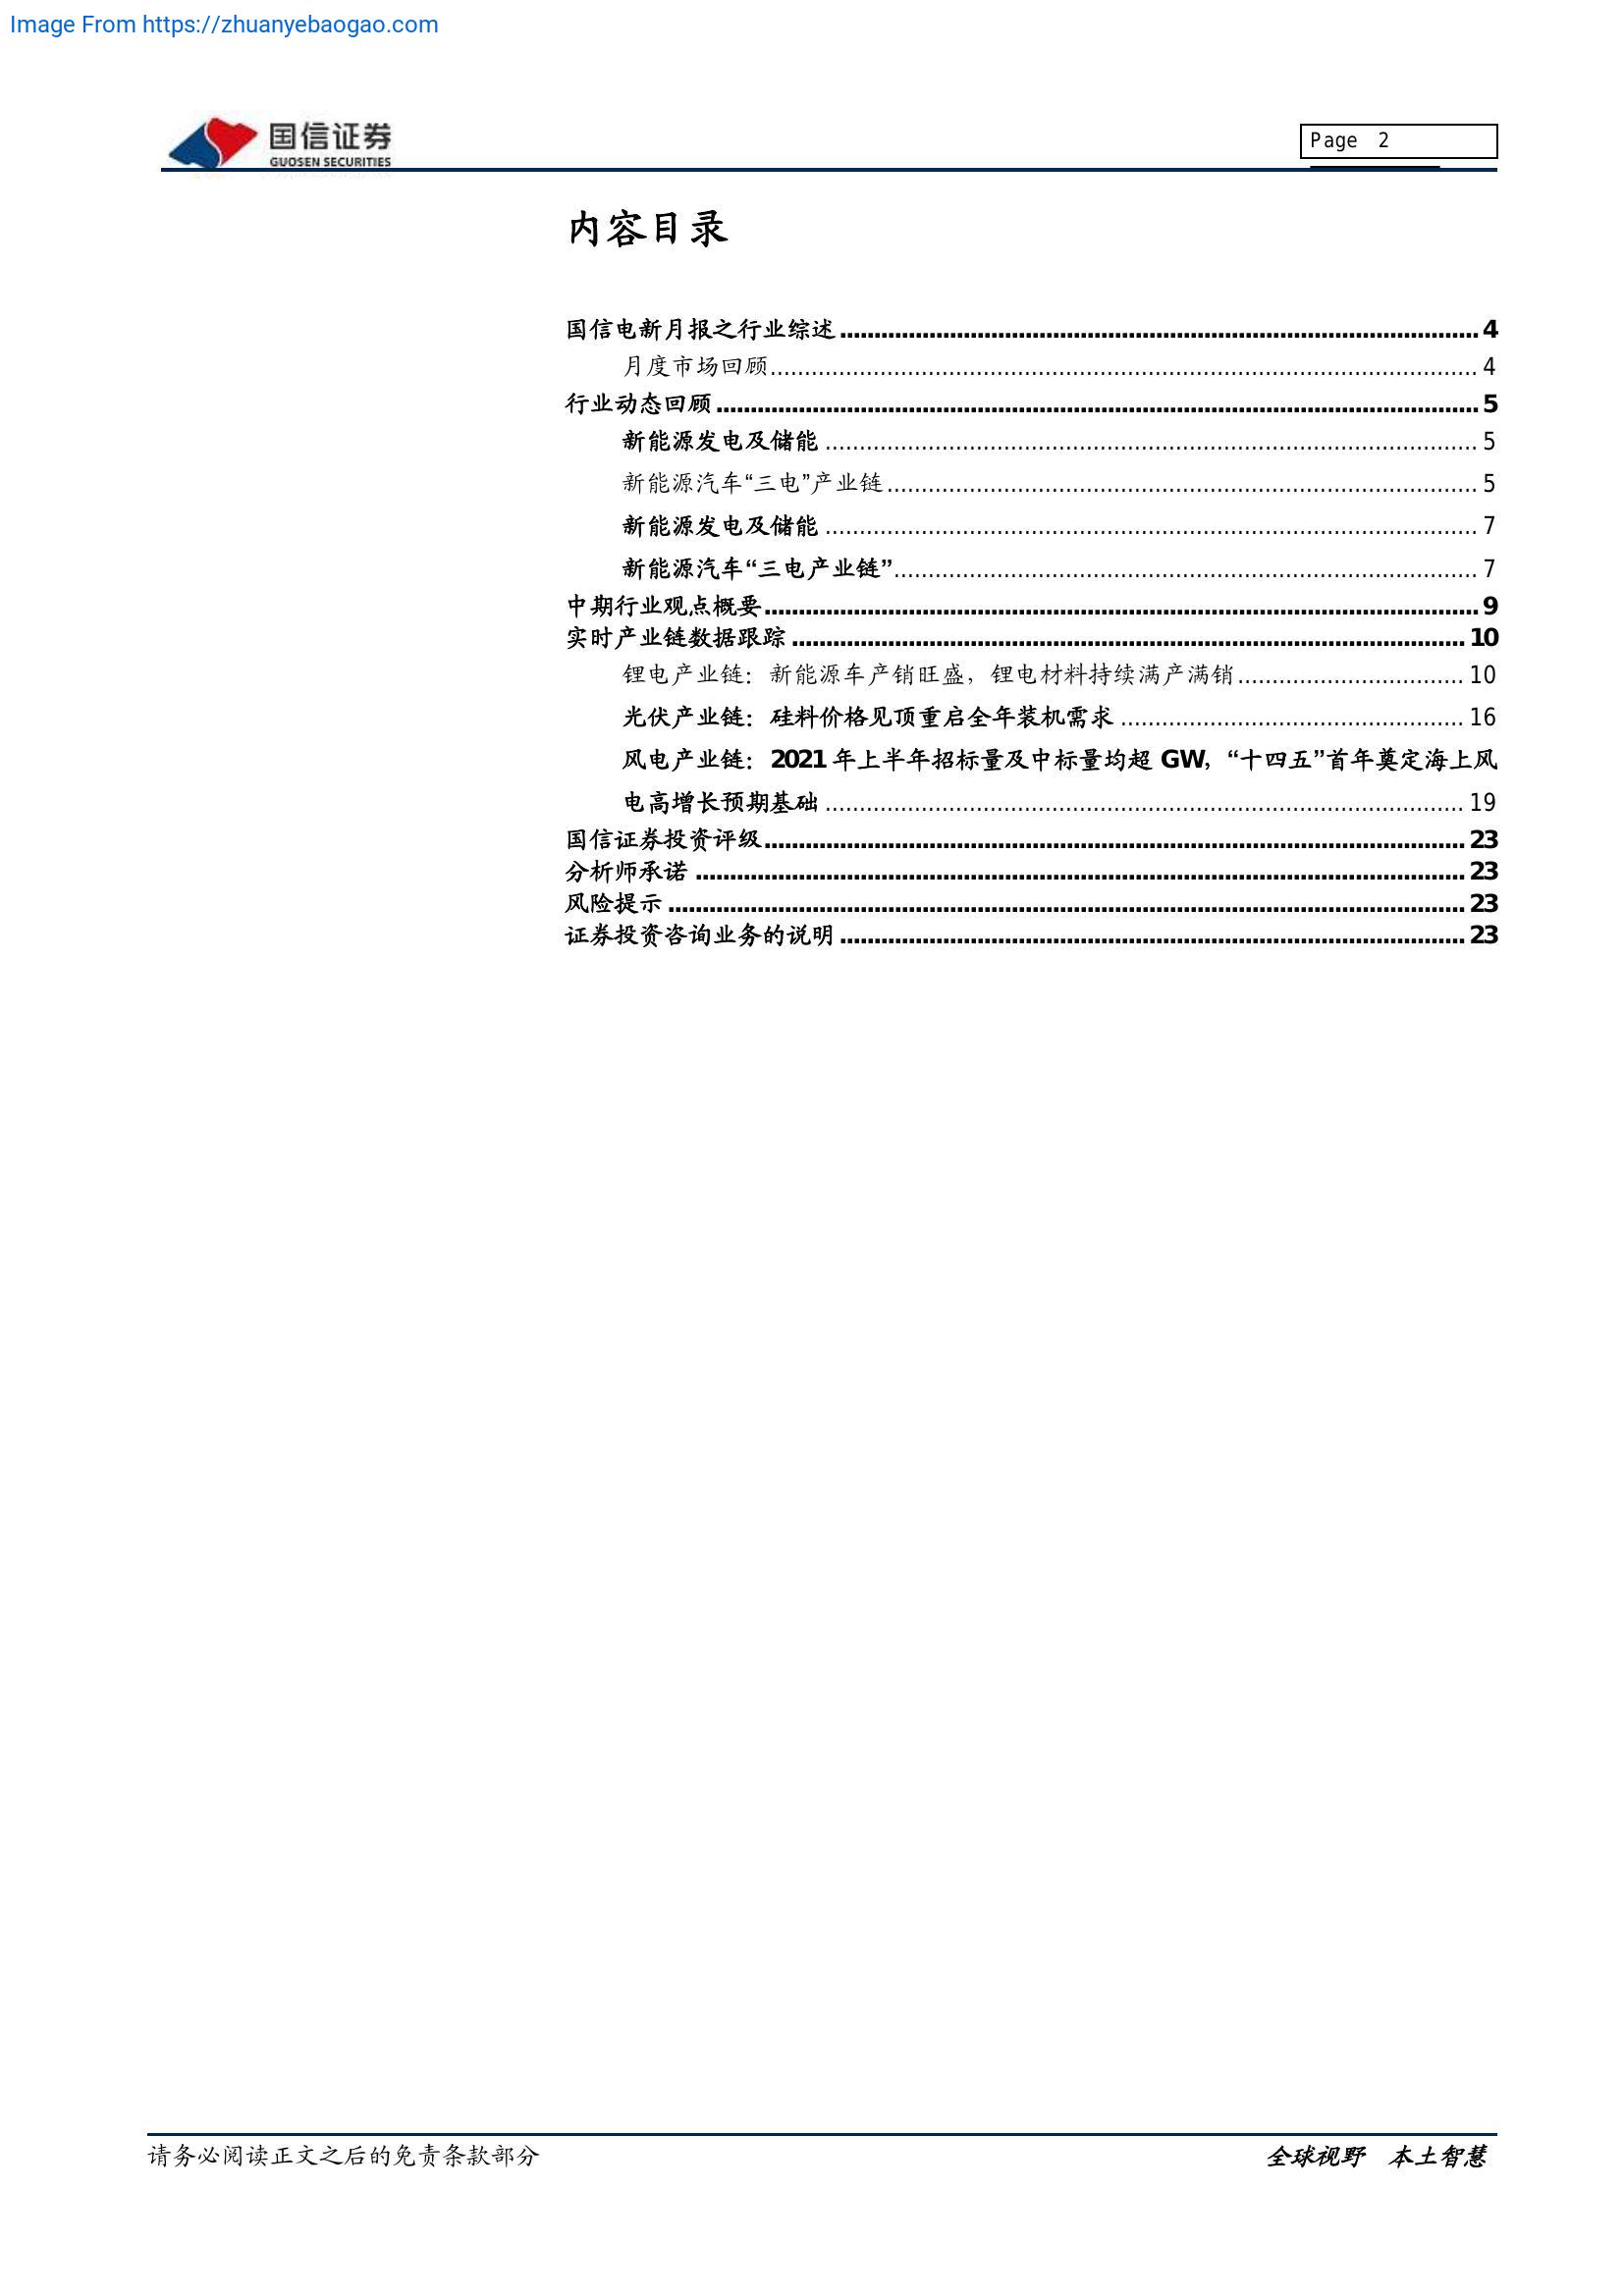 Image From https://zhuanyebaogao.com
国信证券
GUOSEN SECURITIES
Page 2
内容目录
国信电新月报之行业综述 4
月度市场回顾 4
行业动态回顾 5
新能源发电及储能 5
新能源汽车“三电”产业链 5
新能源发电及储能 7
新能源汽车“三电产业链” 7
中期行业观点概要 9
实时产业链数据跟踪 10
锂电产业链：新能源车产销旺盛，锂电材料持续满产满销 10
光伏产业链：硅料价格见顶重启全年装机需求 16
风电产业链：2021 年上半年招标量及中标量均超 GW，“十四五”首年奠定海上风
电高增长预期基础 19
国信证券投资评级 23
分析师承诺 23
风险提示 23
证券投资咨询业务的说明 23
请务必阅读正文之后的免责条款部分
全球视野 本土智慧